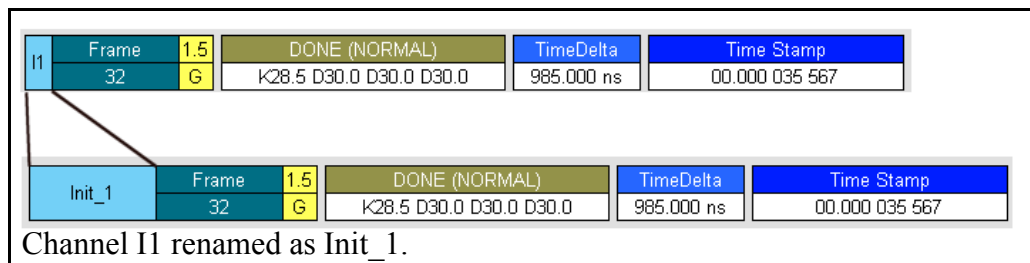 I1 Frame 1.5 DONE (NORMAL) TimeDelta Time Stamp
32 G K28.5 D30.0 D30.0 D30.0 985.000 ns 00.000 035 567
Init_1 Frame 1.5 DONE (NORMAL) TimeDelta Time Stamp
32 G K28.5 D30.0 D30.0 D30.0 985.000 ns 00.000 035 567
Channel I1 renamed as Init_1.